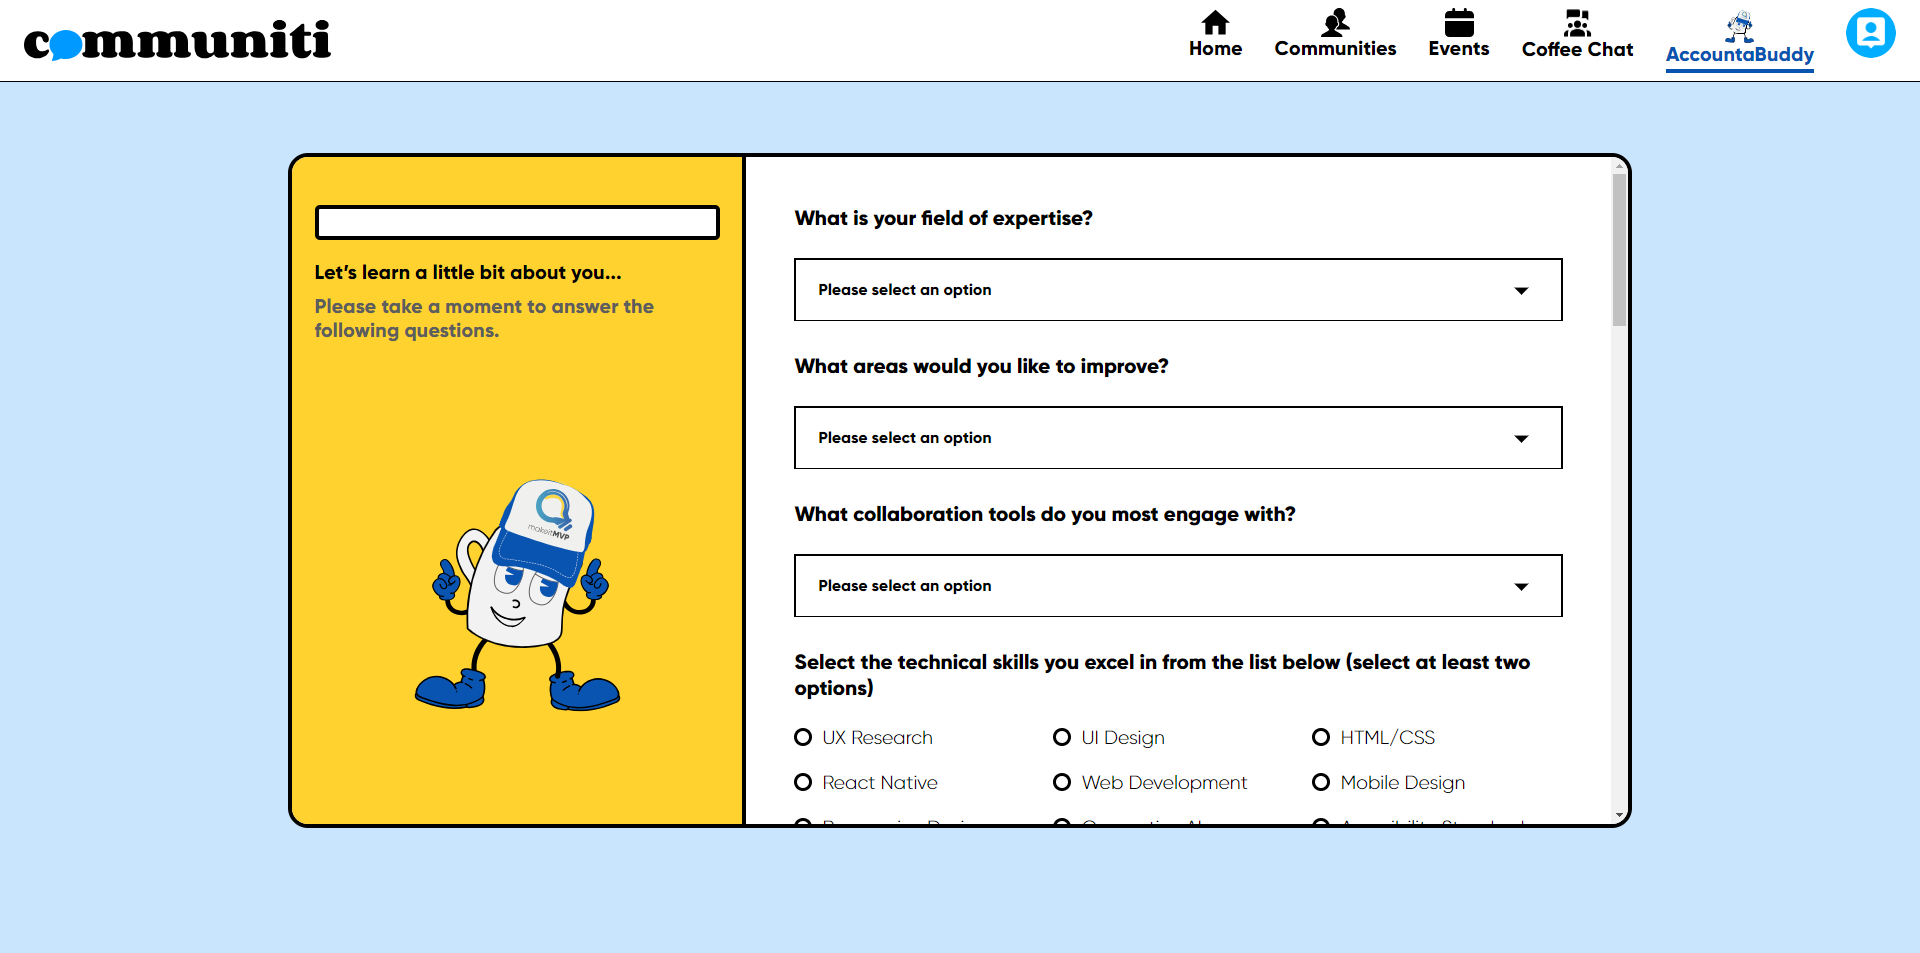 communiti
Home
Communities
Events
Coffee Chat
AccountaBuddy
Let's learn a little bit about you...
Please take a moment to answer the
following questions.
makeitMVP
What is your field of expertise?
Please select an option
What areas would you like to improve?
Please select an option
What collaboration tools do you most engage with?
Please select an option
Select the technical skills you excel in from the list below (select at least two
options)
UX Research
UI Design
HTML/CSS
React Native
Web Development
Mobile Design